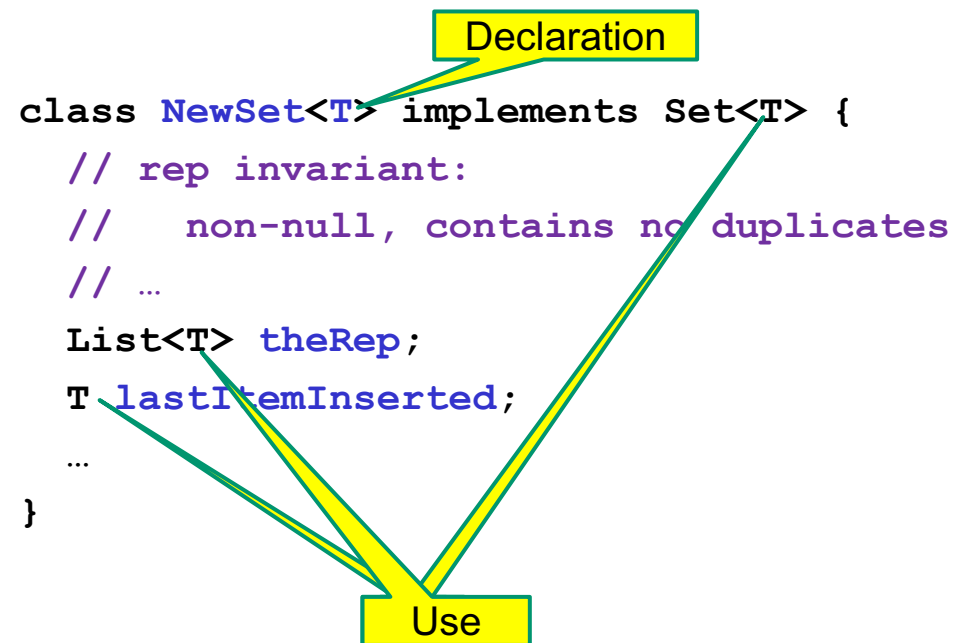 Declaration
class NewSet<T> implements Set<T> {
// rep invariant:
//   non-null, contains no duplicates
// …
List<T> theRep;
T lastItemInserted;
…
}
Use